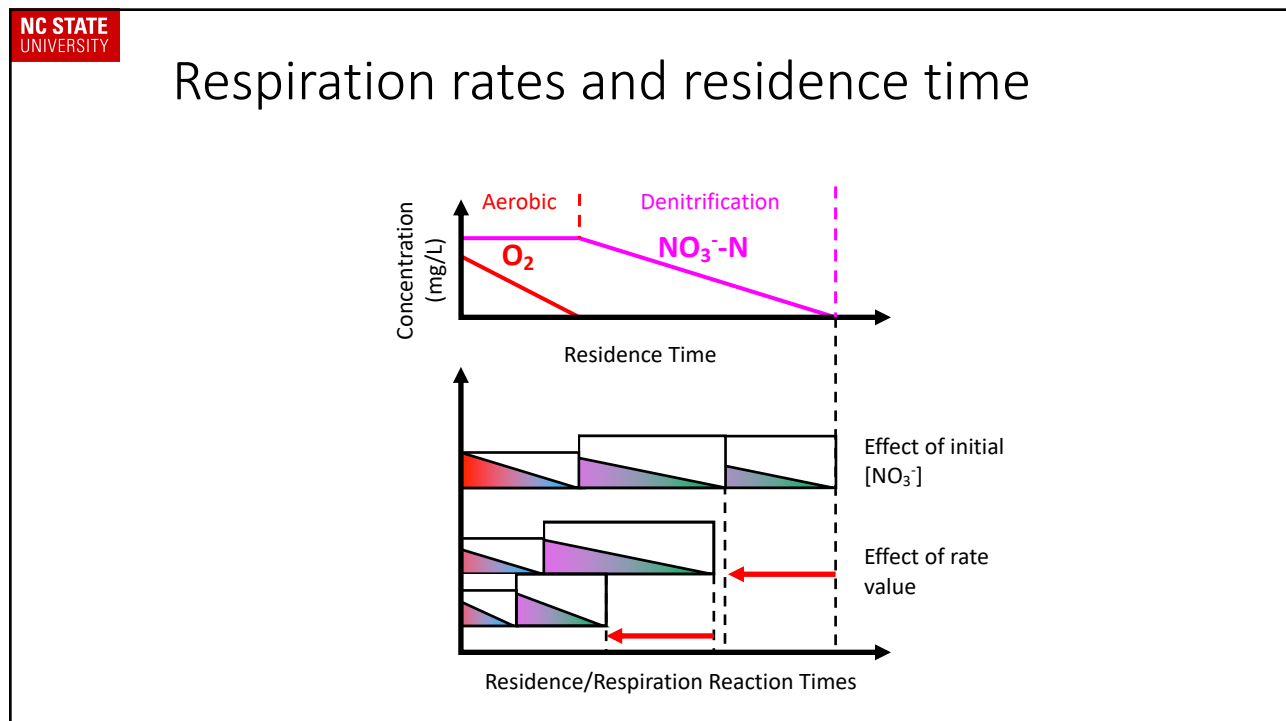 NC STATE
UNIVERSITY
Respiration rates and residence time
Aerobic
Denitrification
Concentration
(mg/L)
O₂
NO₃⁻-N
Residence Time
Effect of initial
[NO₃⁻]
Effect of rate
value
Residence/Respiration Reaction Times